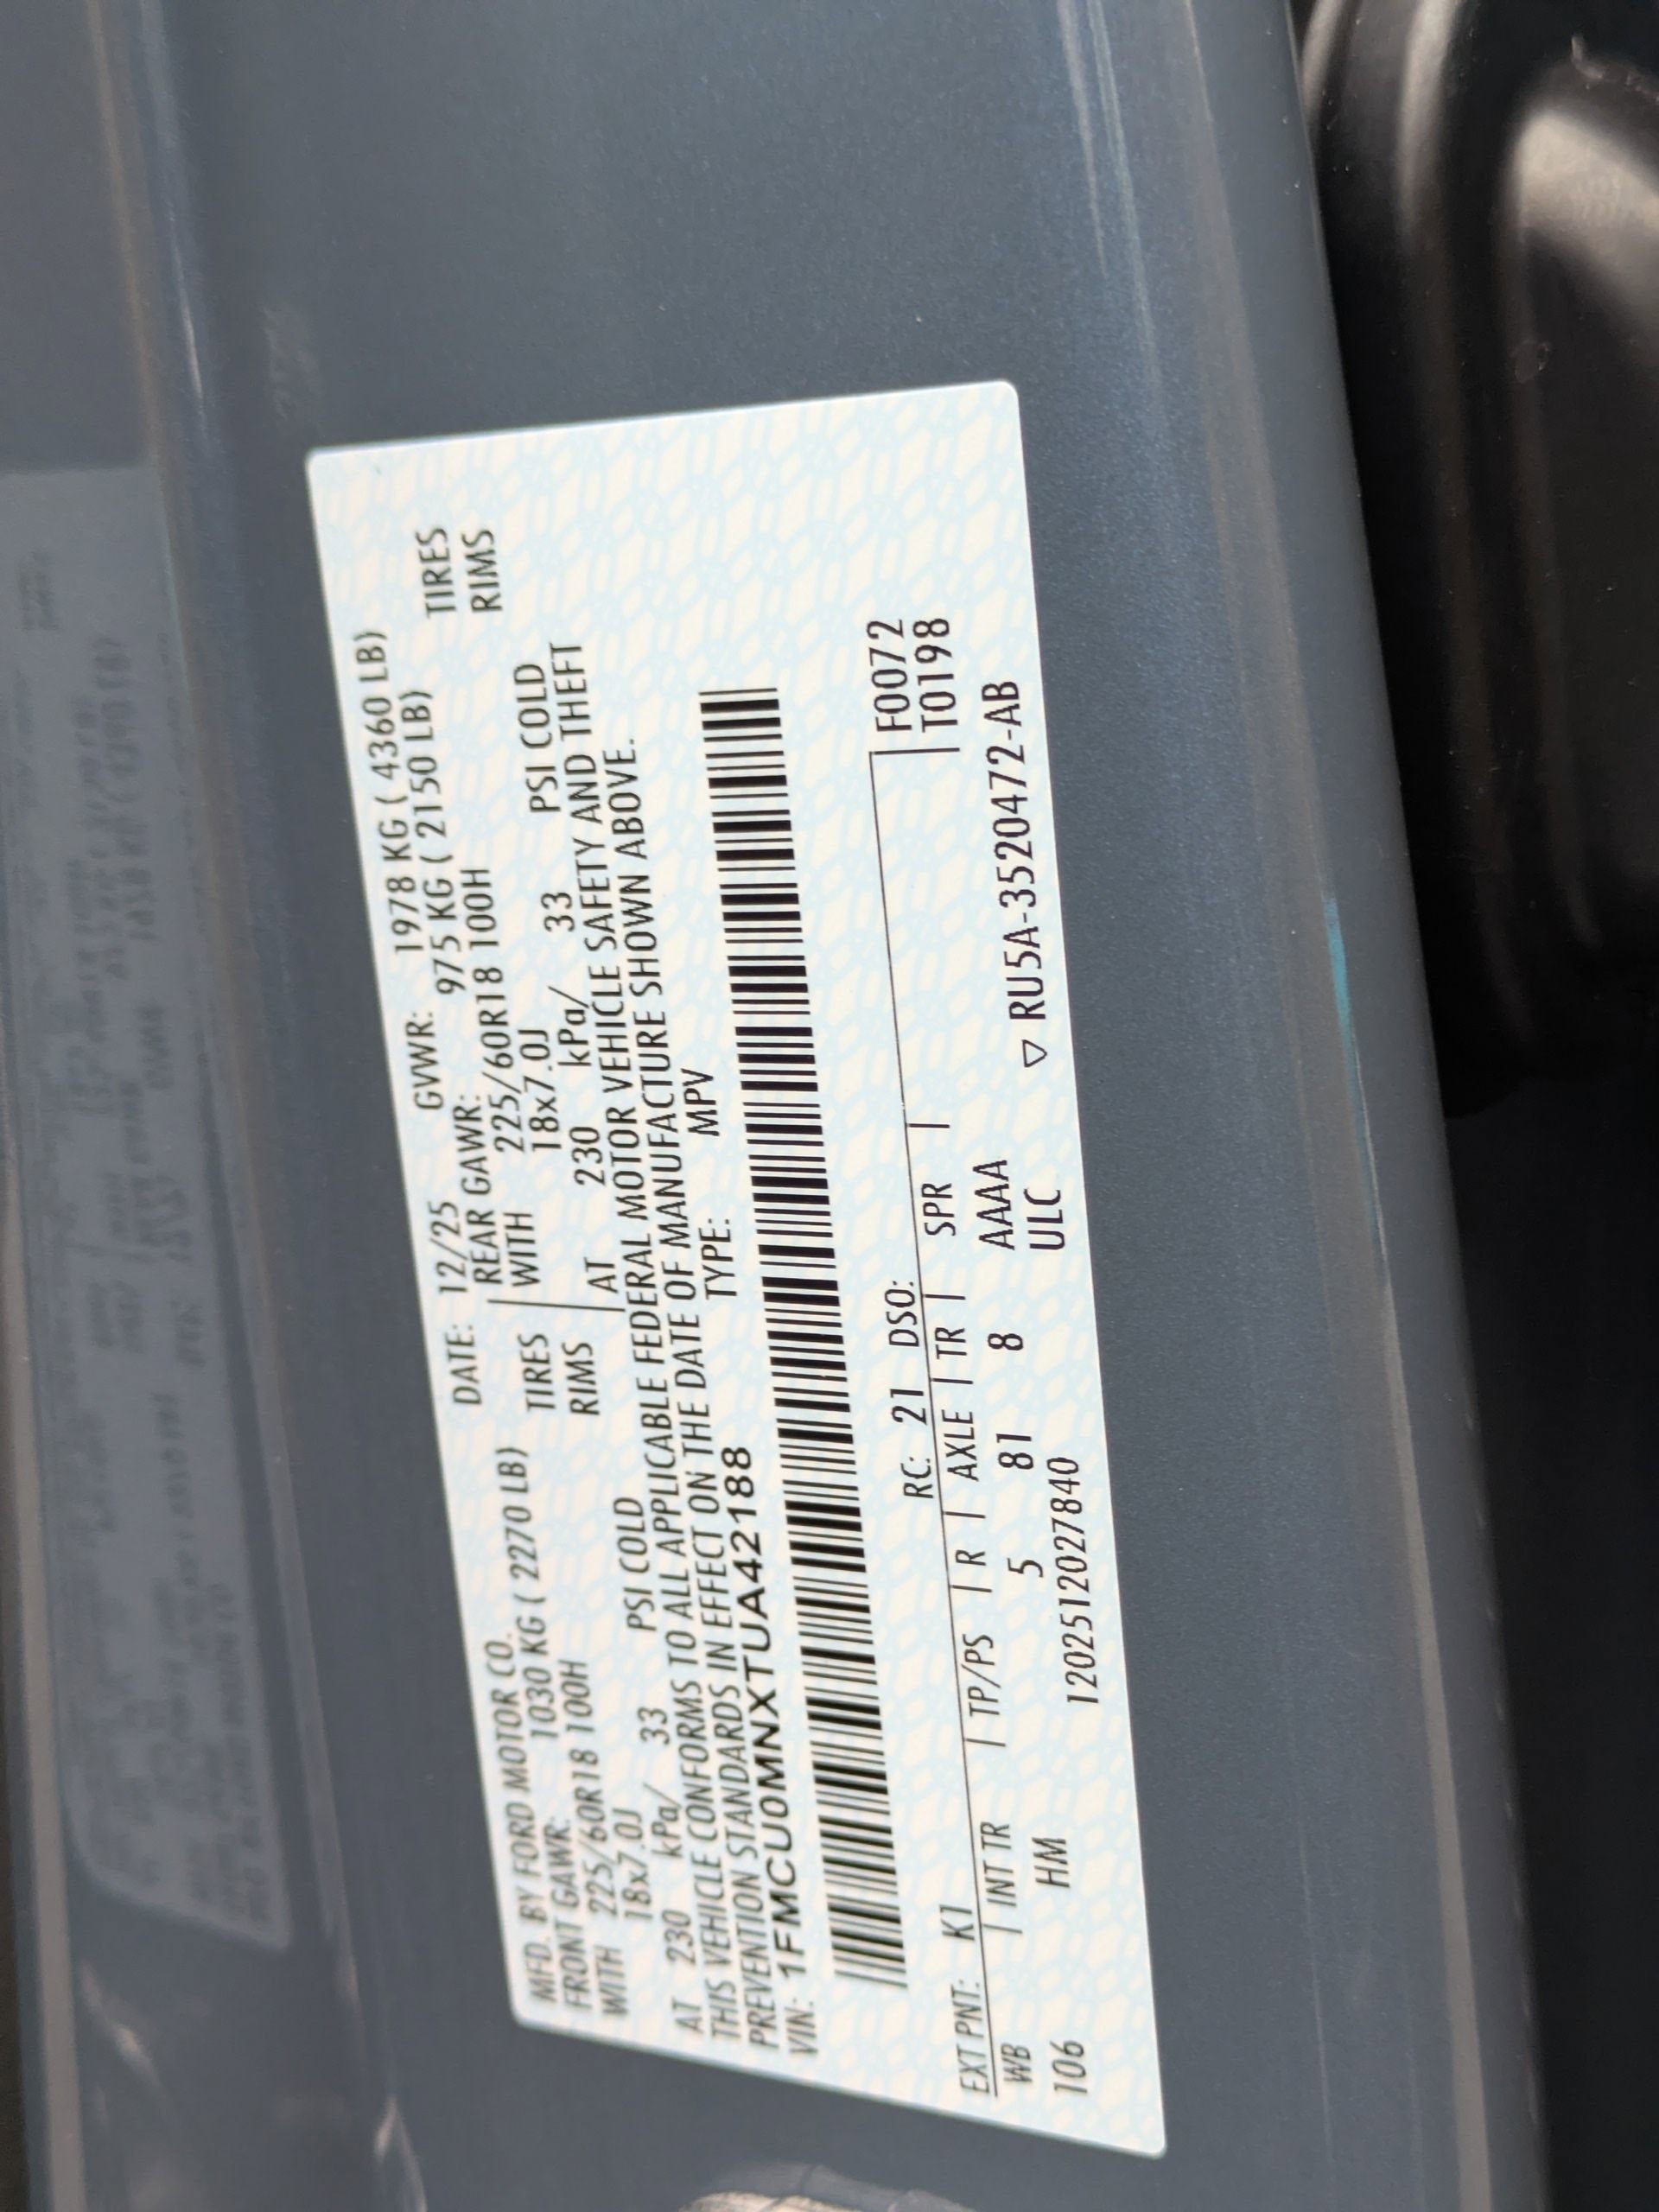 MFD. BY FORD MOTOR CO. DATE: 12/25 GVWR: 1978 KG ( 4360 LB)
FRONT GAWR: 1030 KG ( 2270 LB) REAR GAWR: 975 KG ( 2150 LB)
WITH 225/60R18 100H TIRES WITH 225/60R18 100H TIRES
18x7.0J RIMS 18x7.0J RIMS
AT 230 kPa/ 33 PSI COLD AT 230 kPa/ 33 PSI COLD
THIS VEHICLE CONFORMS TO ALL APPLICABLE FEDERAL MOTOR VEHICLE SAFETY AND THEFT
PREVENTION STANDARDS IN EFFECT ON THE DATE OF MANUFACTURE SHOWN ABOVE.
VIN: 1FMCU0MNXTUA42188 TYPE: MPV
EXT PNT: K1 RC: 21 DSO: F0072
WB | INT TR | TP/PS | R | AXLE | TR | SPR | T0198
106 HM 5 81 8 AAAA
1202512027840 ULC ▽ RU5A-3520472-AB